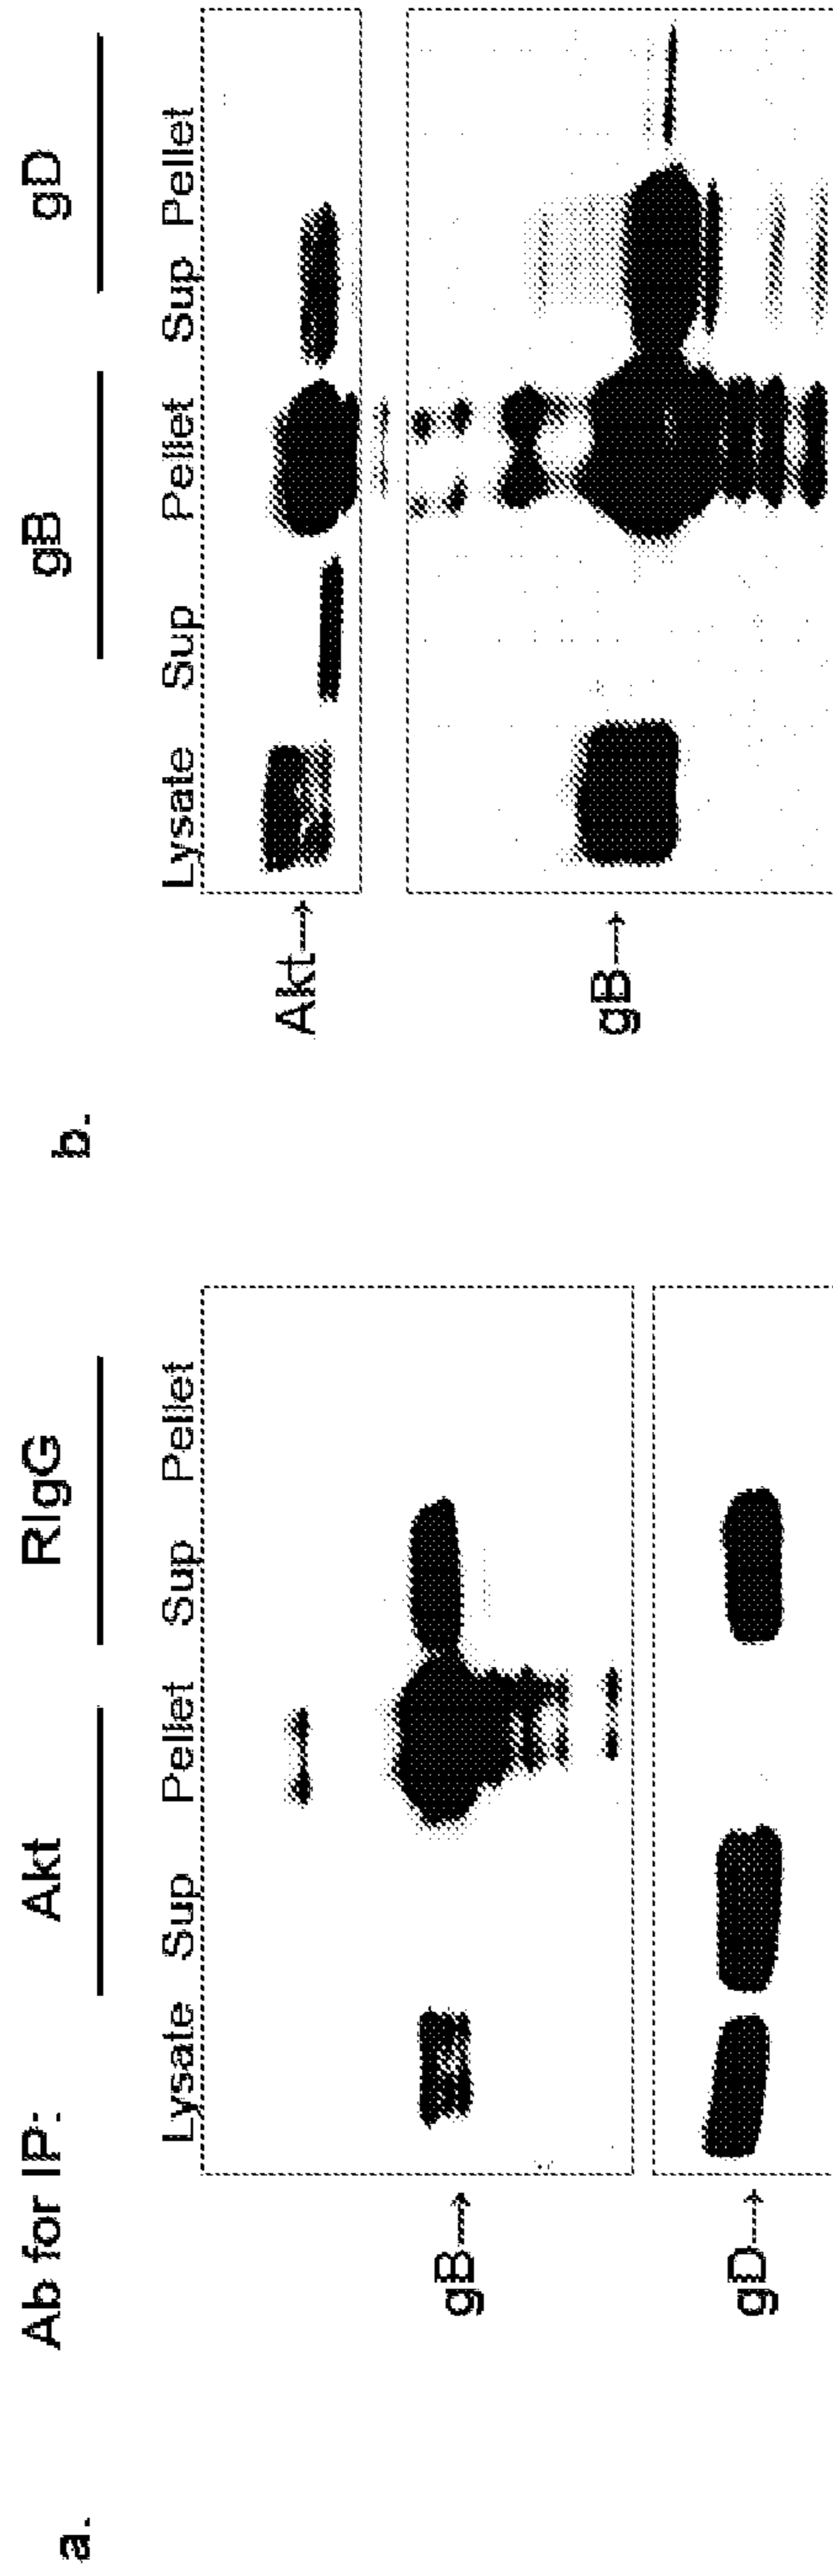 a.
Ab for IP: Akt RIgG
Lysate Sup Pellet Sup Pellet
gB→
gD→
b.
gB gD
Lysate Sup Pellet Sup Pellet
Akt→
gB→